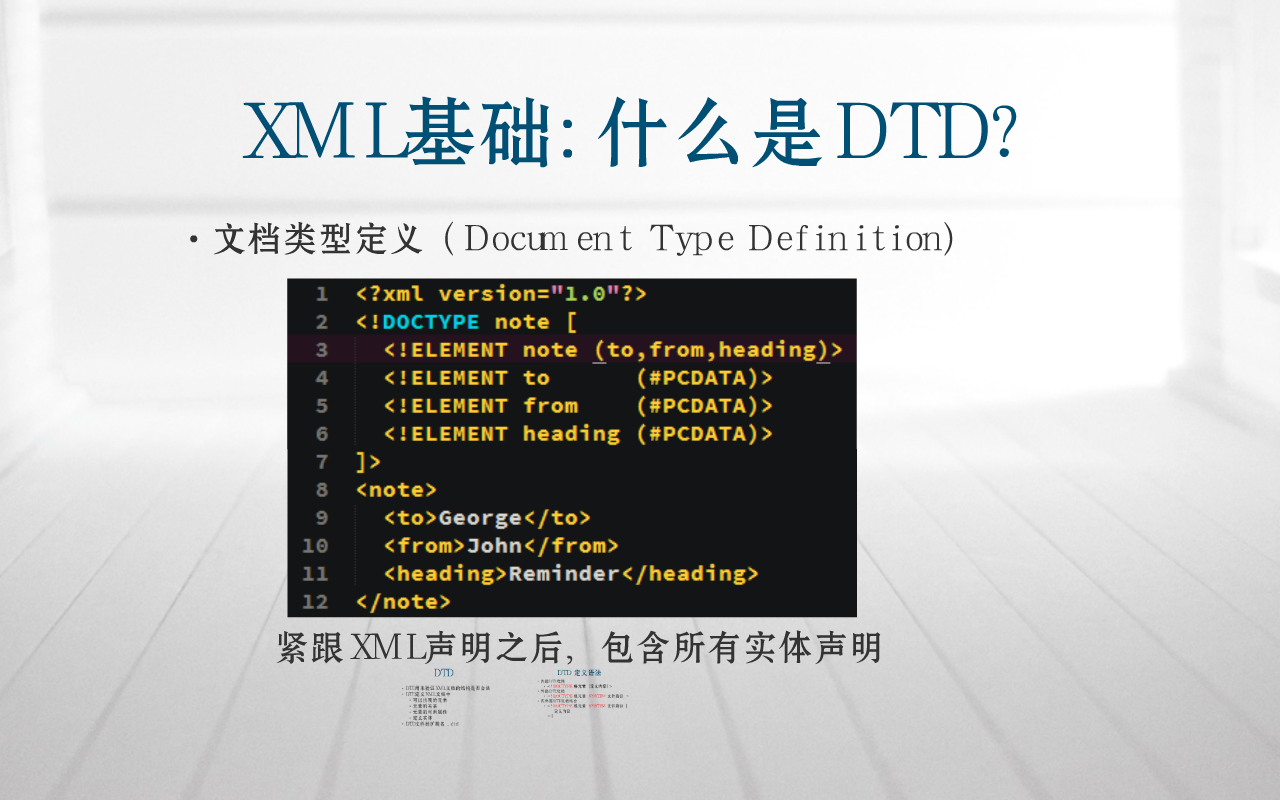 XML基础: 什么是DTD?
• 文档类型定义 (Document Type Definition)
1 <?xml version="1.0"?>
2 <!DOCTYPE note [
3 <!ELEMENT note (to,from,heading)>
4 <!ELEMENT to (#PCDATA)>
5 <!ELEMENT from (#PCDATA)>
6 <!ELEMENT heading (#PCDATA)>
7 ]>
8 <note>
9 <to>George</to>
10 <from>John</from>
11 <heading>Reminder</heading>
12 </note>
紧跟XML声明之后，包含所有实体声明
DTD
DTD 定义语法